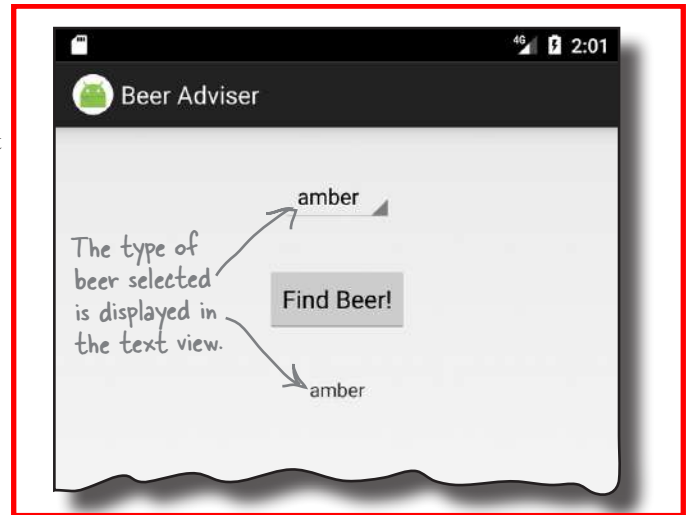 4G 2:01
Beer Adviser
amber
The type of
beer selected
is displayed in
the text view.
Find Beer!
amber